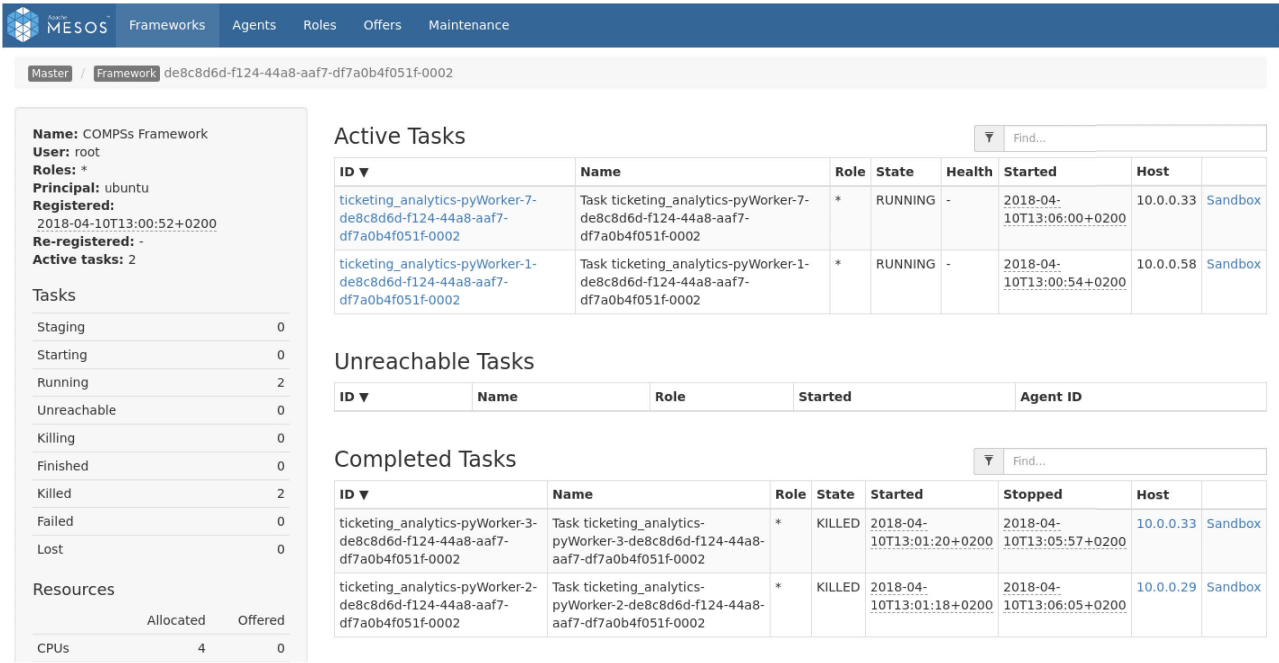 Apache
MESOS™ Frameworks Agents Roles Offers Maintenance
Master / Framework de8c8d6d-f124-44a8-aaf7-df7a0b4f051f-0002
Name: COMPSs Framework
User: root
Roles: *
Principal: ubuntu
Registered:
2018-04-10T13:00:52+0200
Re-registered: -
Active tasks: 2
Tasks
Staging 0
Starting 0
Running 2
Unreachable 0
Killing 0
Finished 0
Killed 2
Failed 0
Lost 0
Resources
Allocated Offered
CPUs 4 0
Active Tasks Find...
ID ▼ Name Role State Health Started Host
ticketing_analytics-pyWorker-7- Task ticketing_analytics-pyWorker-7- * RUNNING - 2018-04- 10.0.0.33 Sandbox
de8c8d6d-f124-44a8-aaf7- de8c8d6d-f124-44a8-aaf7- 10T13:06:00+0200
df7a0b4f051f-0002 df7a0b4f051f-0002
ticketing_analytics-pyWorker-1- Task ticketing_analytics-pyWorker-1- * RUNNING - 2018-04- 10.0.0.58 Sandbox
de8c8d6d-f124-44a8-aaf7- de8c8d6d-f124-44a8-aaf7- 10T13:00:54+0200
df7a0b4f051f-0002 df7a0b4f051f-0002
Unreachable Tasks
ID ▼ Name Role Started Agent ID
Completed Tasks Find...
ID ▼ Name Role State Started Stopped Host
ticketing_analytics-pyWorker-3- Task ticketing_analytics- * KILLED 2018-04- 2018-04- 10.0.0.33 Sandbox
de8c8d6d-f124-44a8-aaf7- pyWorker-3-de8c8d6d-f124-44a8- 10T13:01:20+0200 10T13:05:57+0200
df7a0b4f051f-0002 aaf7-df7a0b4f051f-0002
ticketing_analytics-pyWorker-2- Task ticketing_analytics- * KILLED 2018-04- 2018-04- 10.0.0.29 Sandbox
de8c8d6d-f124-44a8-aaf7- pyWorker-2-de8c8d6d-f124-44a8- 10T13:01:18+0200 10T13:06:05+0200
df7a0b4f051f-0002 aaf7-df7a0b4f051f-0002